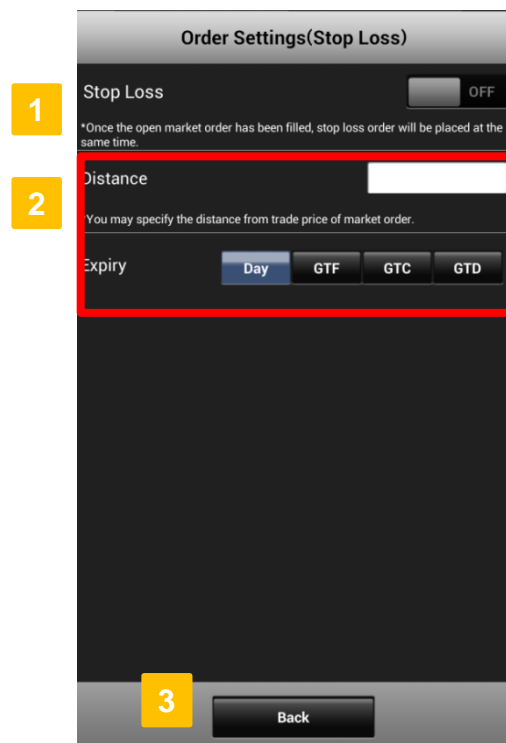 Order Settings(Stop Loss)
1
Stop Loss
OFF
*Once the open market order has been filled, stop loss order will be placed at the
same time.
2
Distance
*You may specify the distance from trade price of market order.
Expiry
Day GTF GTC GTD
3
Back